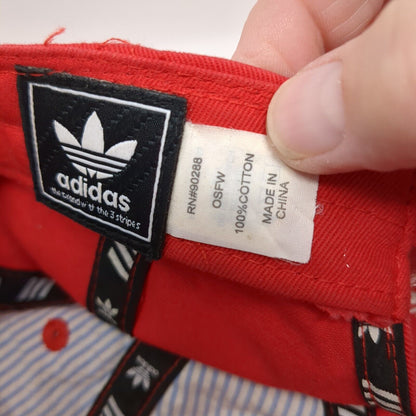 adidas
the brand with the 3 stripes
RN#90288
OSFW
100%COTTON
MADE IN
CHINA